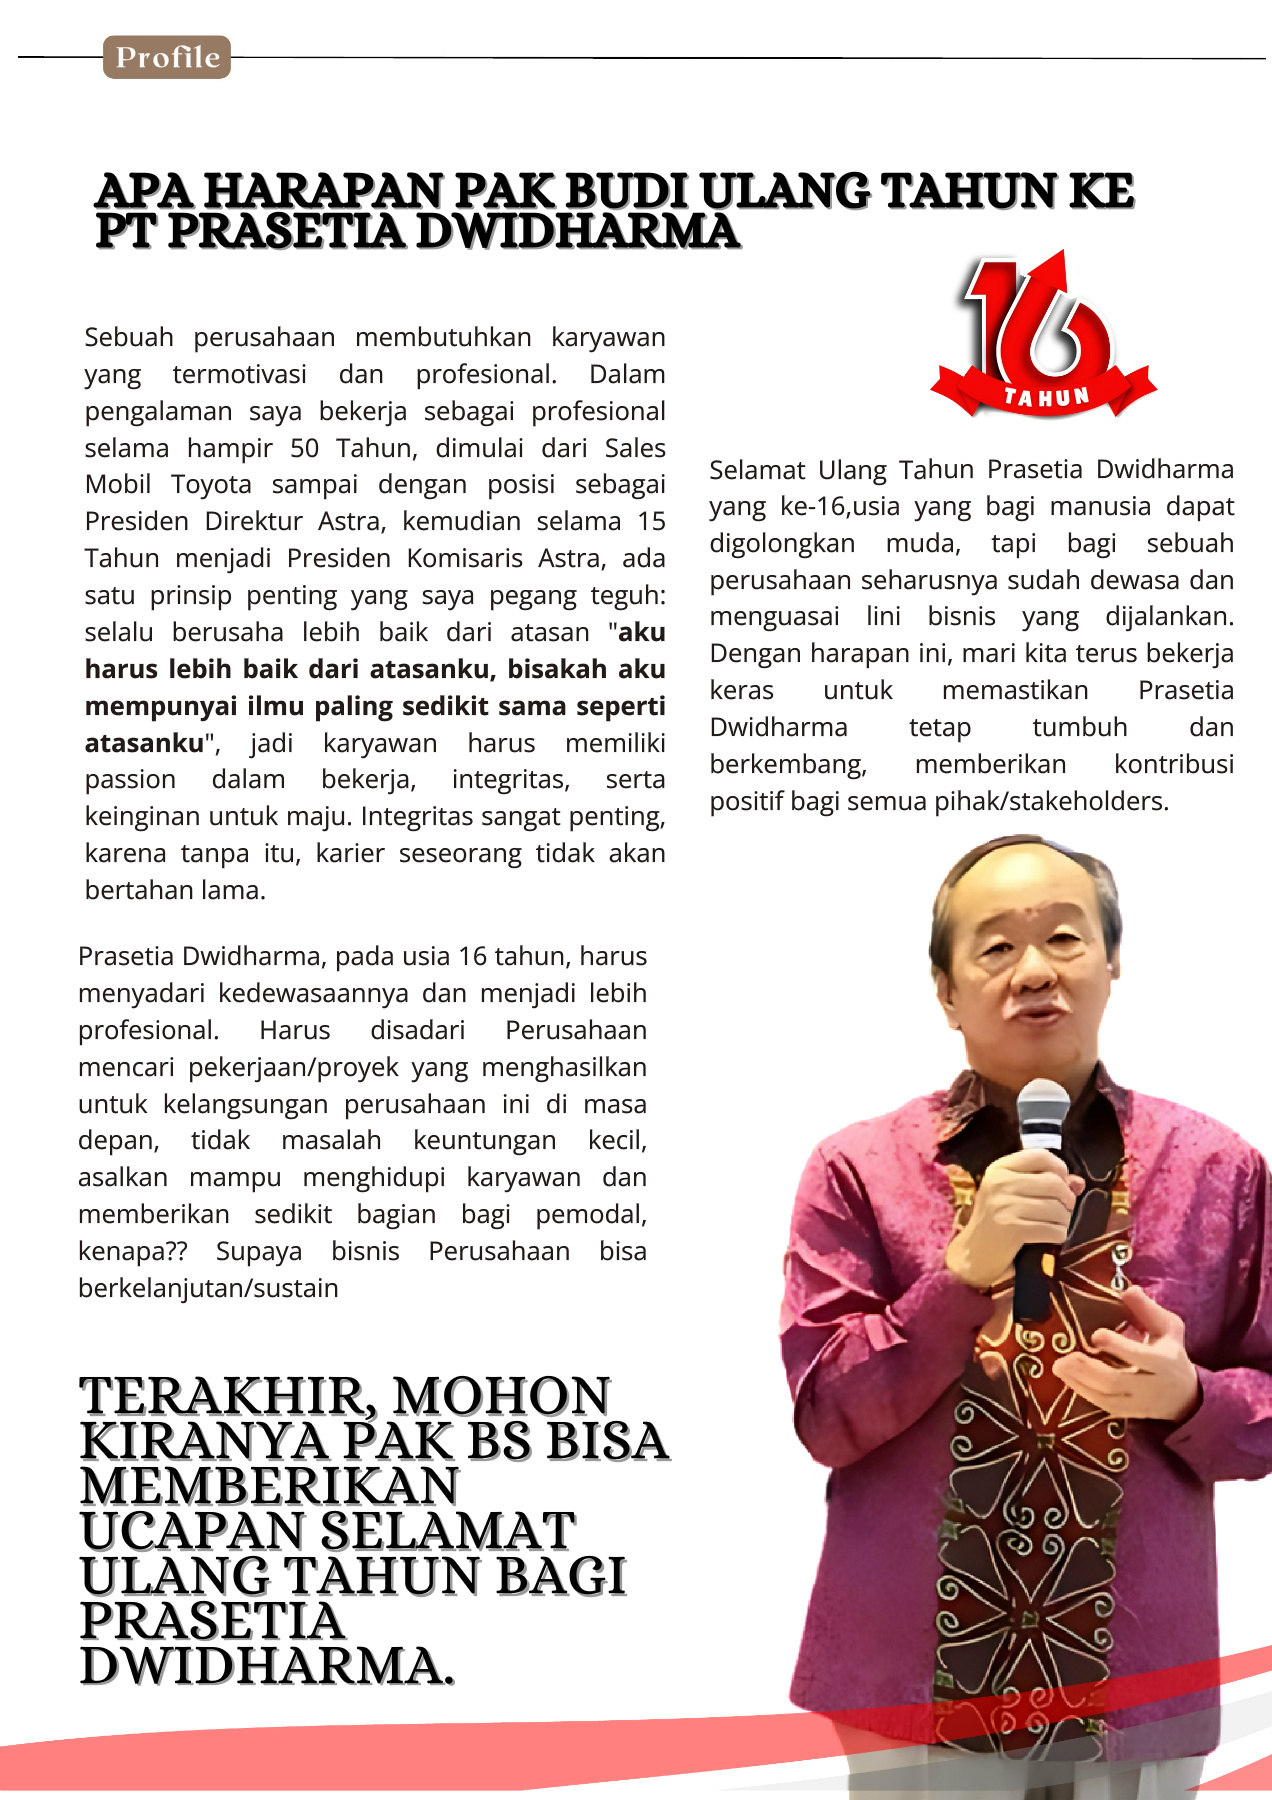 Profile
APA HARAPAN PAK BUDI ULANG TAHUN KE
PT PRASETIA DWIDHARMA
16
TAHUN
Sebuah perusahaan membutuhkan karyawan
yang termotivasi dan profesional. Dalam
pengalaman saya bekerja sebagai profesional
selama hampir 50 Tahun, dimulai dari Sales
Mobil Toyota sampai dengan posisi sebagai
Presiden Direktur Astra, kemudian selama 15
Tahun menjadi Presiden Komisaris Astra, ada
satu prinsip penting yang saya pegang teguh:
selalu berusaha lebih baik dari atasan "aku
harus lebih baik dari atasanku, bisakah aku
mempunyai ilmu paling sedikit sama seperti
atasanku", jadi karyawan harus memiliki
passion dalam bekerja, integritas, serta
keinginan untuk maju. Integritas sangat penting,
karena tanpa itu, karier seseorang tidak akan
bertahan lama.
Prasetia Dwidharma, pada usia 16 tahun, harus
menyadari kedewasaannya dan menjadi lebih
profesional. Harus disadari Perusahaan
mencari pekerjaan/proyek yang menghasilkan
untuk kelangsungan perusahaan ini di masa
depan, tidak masalah keuntungan kecil,
asalkan mampu menghidupi karyawan dan
memberikan sedikit bagian bagi pemodal,
kenapa?? Supaya bisnis Perusahaan bisa
berkelanjutan/sustain
TERAKHIR, MOHON
KIRANYA PAK BS BISA
MEMBERIKAN
UCAPAN SELAMAT
ULANG TAHUN BAGI
PRASETIA
DWIDHARMA.
Selamat Ulang Tahun Prasetia Dwidharma
yang ke-16,usia yang bagi manusia dapat
digolongkan muda, tapi bagi sebuah
perusahaan seharusnya sudah dewasa dan
menguasai lini bisnis yang dijalankan.
Dengan harapan ini, mari kita terus bekerja
keras untuk memastikan Prasetia
Dwidharma tetap tumbuh dan
berkembang, memberikan kontribusi
positif bagi semua pihak/stakeholders.